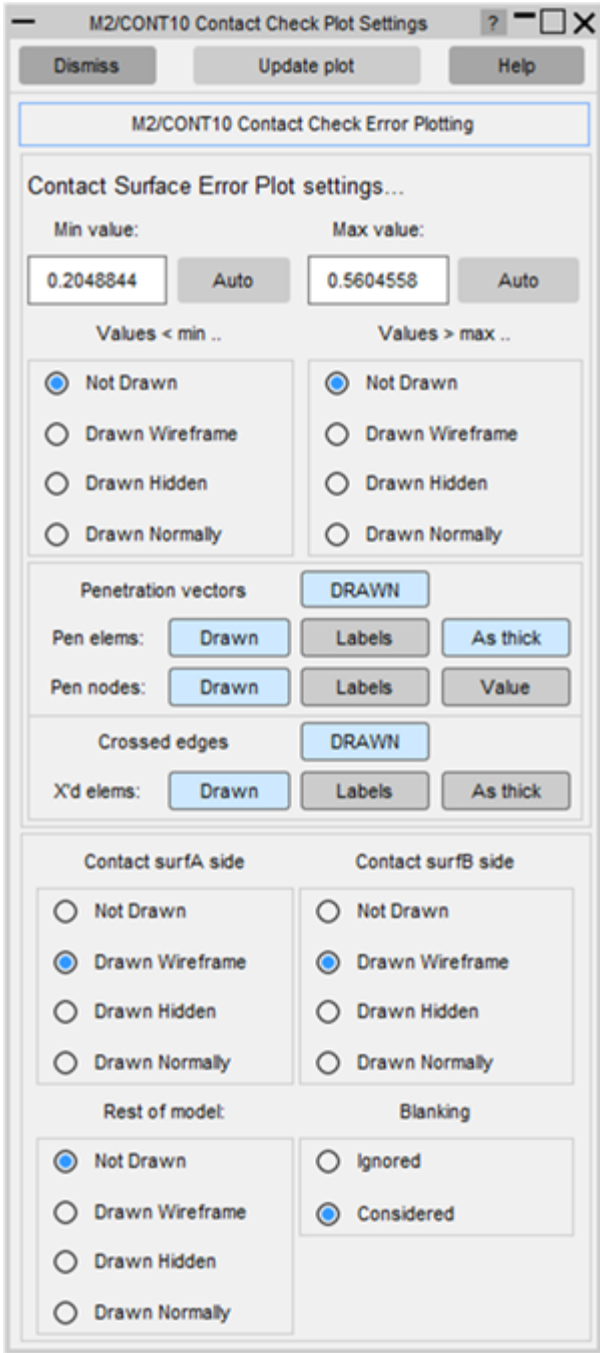 M2/CONT10 Contact Check Plot Settings ?
Dismiss Update plot Help
M2/CONT10 Contact Check Error Plotting
Contact Surface Error Plot settings...
Min value: Max value:
0.2048844 Auto 0.5604558 Auto
Values < min .. Values > max ..
Not Drawn Not Drawn
Drawn Wireframe Drawn Wireframe
Drawn Hidden Drawn Hidden
Drawn Normally Drawn Normally
Penetration vectors DRAWN
Pen elems: Drawn Labels As thick
Pen nodes: Drawn Labels Value
Crossed edges DRAWN
X'd elems: Drawn Labels As thick
Contact surfA side Contact surfB side
Not Drawn Not Drawn
Drawn Wireframe Drawn Wireframe
Drawn Hidden Drawn Hidden
Drawn Normally Drawn Normally
Rest of model: Blanking
Not Drawn Ignored
Drawn Wireframe Considered
Drawn Hidden
Drawn Normally